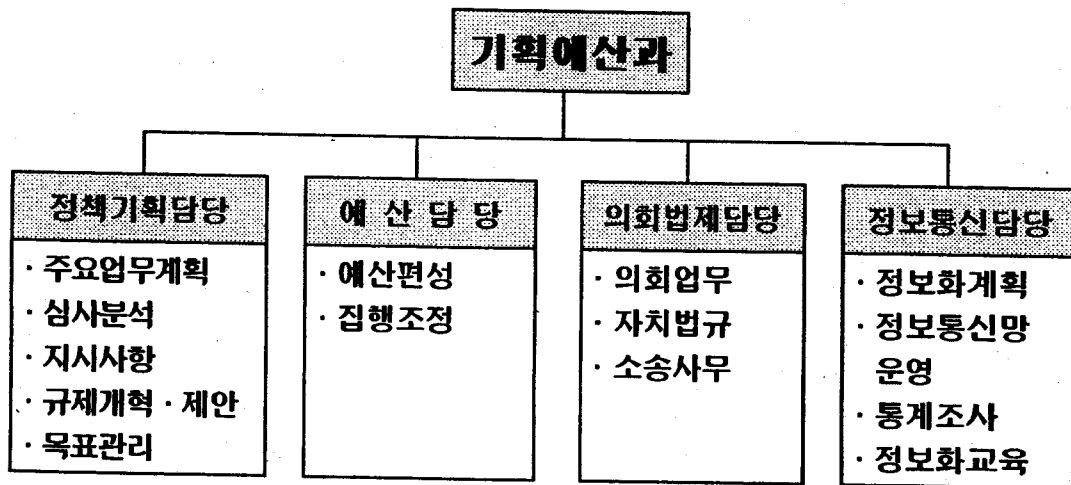 기획예산과
정책기획담당
· 주요업무계획
· 심사분석
· 지시사항
· 규제개혁 · 제안
· 목표관리
예 산 담 당
· 예산편성
· 집행조정
의회법제담당
· 의회업무
· 자치법규
· 소송사무
정보통신담당
· 정보화계획
· 정보통신망
운영
· 통계조사
· 정보화교육